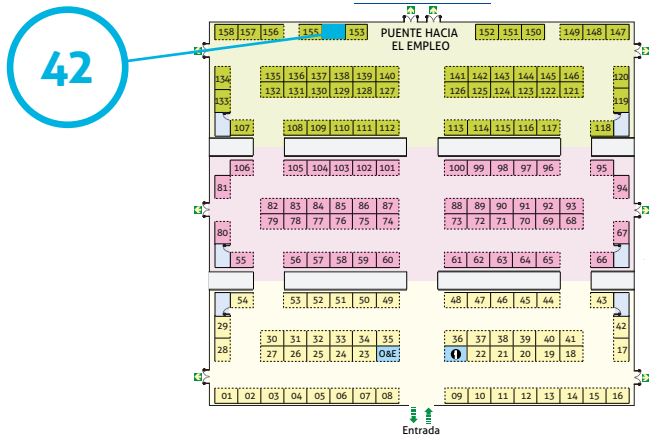 42
158 157 156 155 153 152 151 150 149 148 147
PUENTE HACIA
EL EMPLEO
134 135 136 137 138 139 140 141 142 143 144 145 146 120
133 132 131 130 129 128 127 126 125 124 123 122 121 119
107 108 109 110 111 112 113 114 115 116 117 118
106 105 104 103 102 101 100 99 98 97 96 95
81 94
82 83 84 85 86 87 88 89 90 91 92 93
79 78 77 76 75 74 73 72 71 70 69 68
80 67
55 56 57 58 59 60 61 62 63 64 65 66
54 53 52 51 50 49 48 47 46 45 44 43
29 42
30 31 32 33 34 35 36 37 38 39 40 41
28 27 26 25 24 23 O&E 22 21 20 19 18 17
01 02 03 04 05 06 07 08 09 10 11 12 13 14 15 16
Entrada